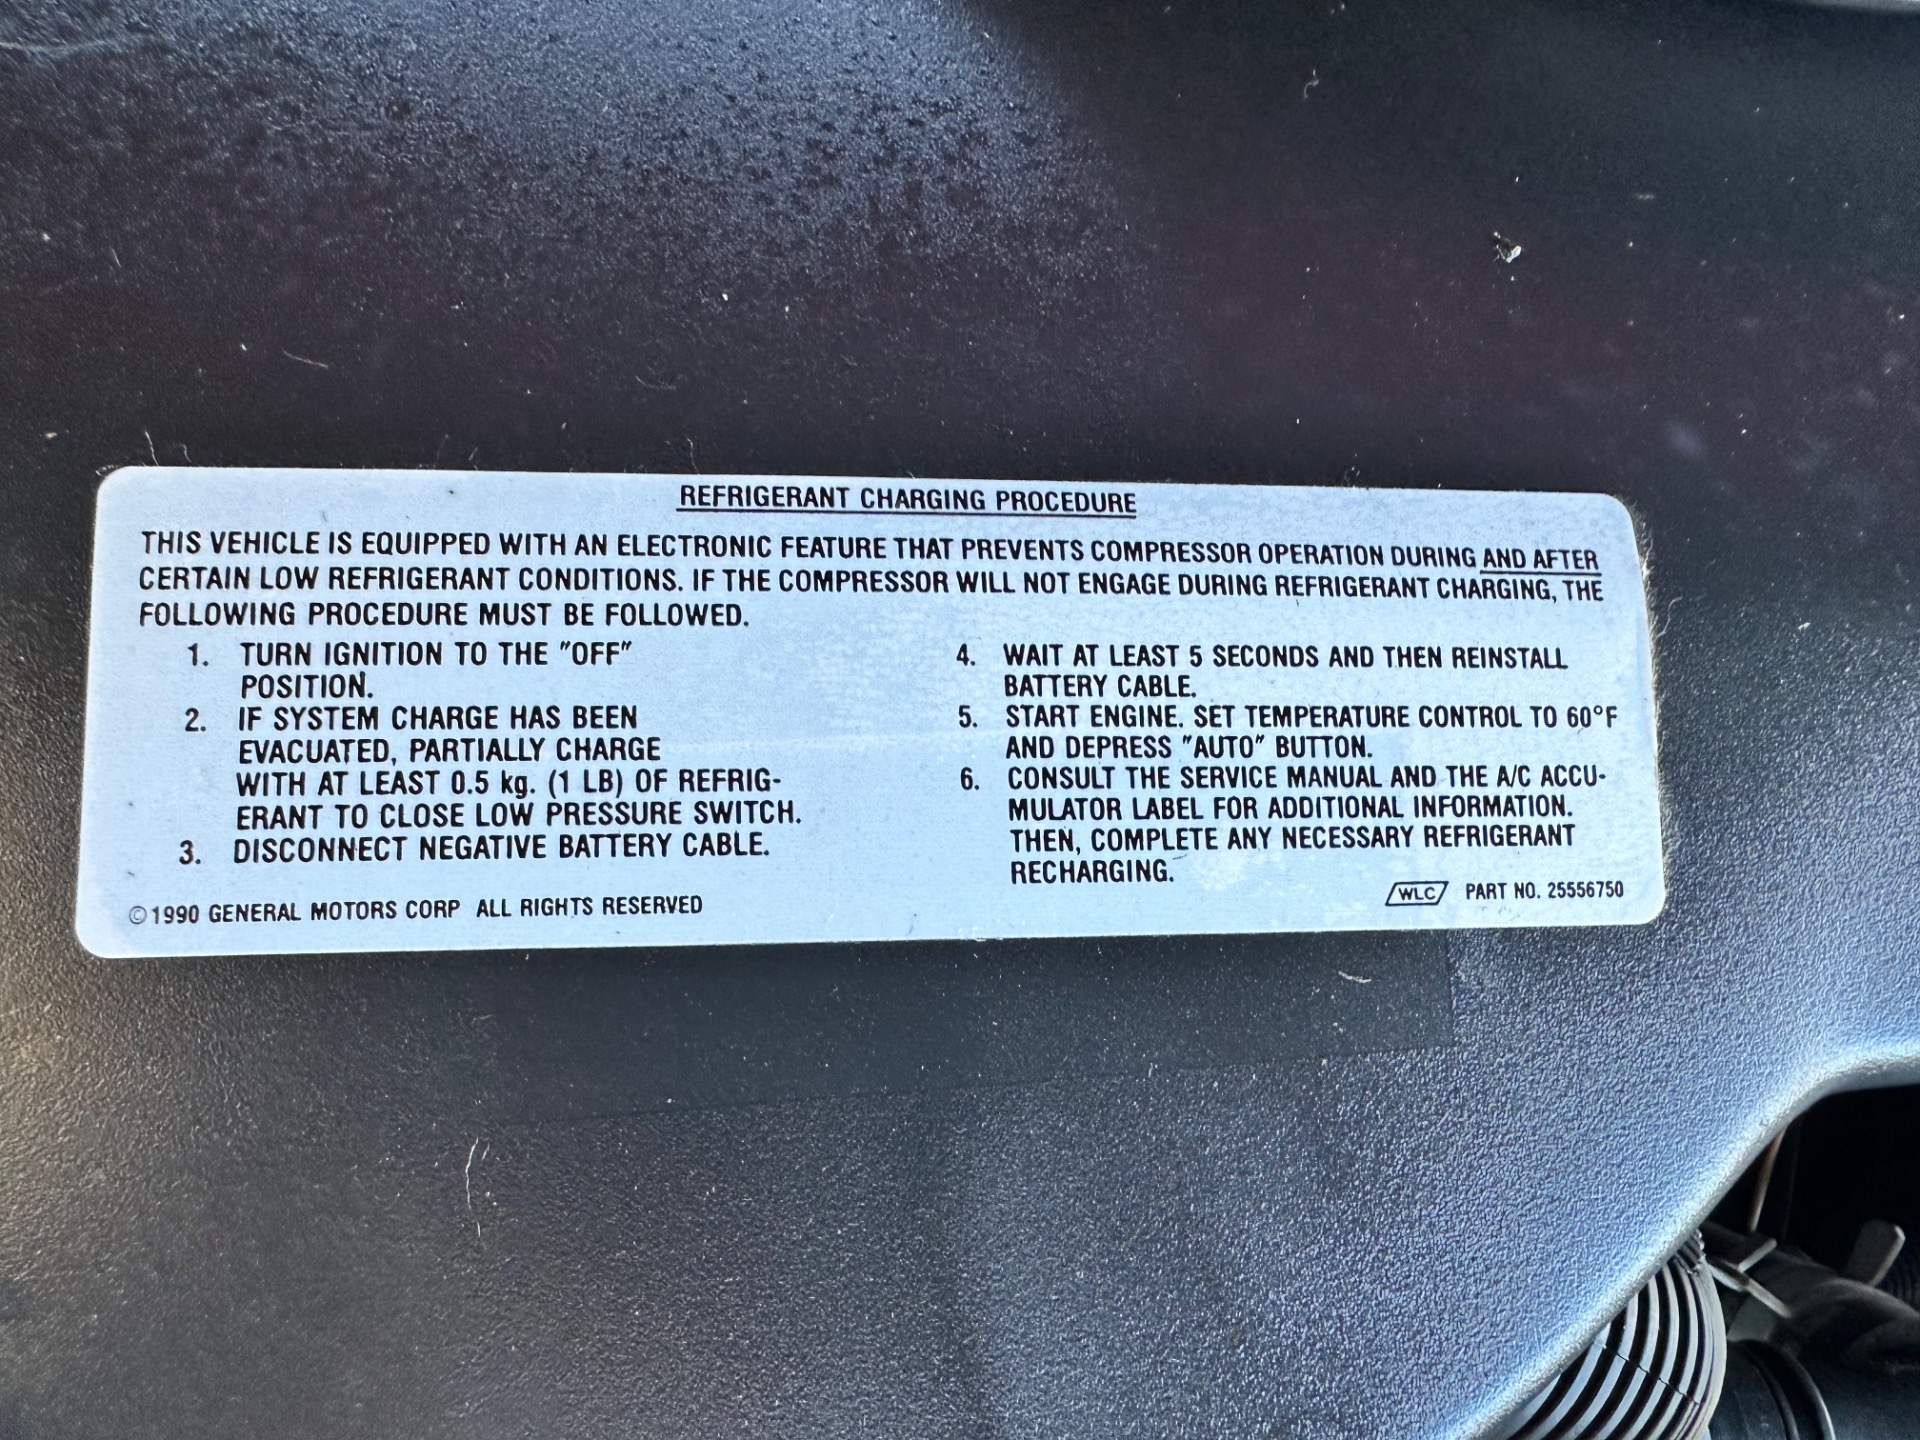 REFRIGERANT CHARGING PROCEDURE
THIS VEHICLE IS EQUIPPED WITH AN ELECTRONIC FEATURE THAT PREVENTS COMPRESSOR OPERATION DURING AND AFTER
CERTAIN LOW REFRIGERANT CONDITIONS. IF THE COMPRESSOR WILL NOT ENGAGE DURING REFRIGERANT CHARGING, THE
FOLLOWING PROCEDURE MUST BE FOLLOWED.
1. TURN IGNITION TO THE "OFF"
POSITION.
2. IF SYSTEM CHARGE HAS BEEN
EVACUATED, PARTIALLY CHARGE
WITH AT LEAST 0.5 kg. (1 LB) OF REFRIG-
ERANT TO CLOSE LOW PRESSURE SWITCH.
3. DISCONNECT NEGATIVE BATTERY CABLE.
4. WAIT AT LEAST 5 SECONDS AND THEN REINSTALL
BATTERY CABLE.
5. START ENGINE. SET TEMPERATURE CONTROL TO 60°F
AND DEPRESS "AUTO" BUTTON.
6. CONSULT THE SERVICE MANUAL AND THE A/C ACCU-
MULATOR LABEL FOR ADDITIONAL INFORMATION.
THEN, COMPLETE ANY NECESSARY REFRIGERANT
RECHARGING.
©1990 GENERAL MOTORS CORP ALL RIGHTS RESERVED
WLC PART NO. 25556750